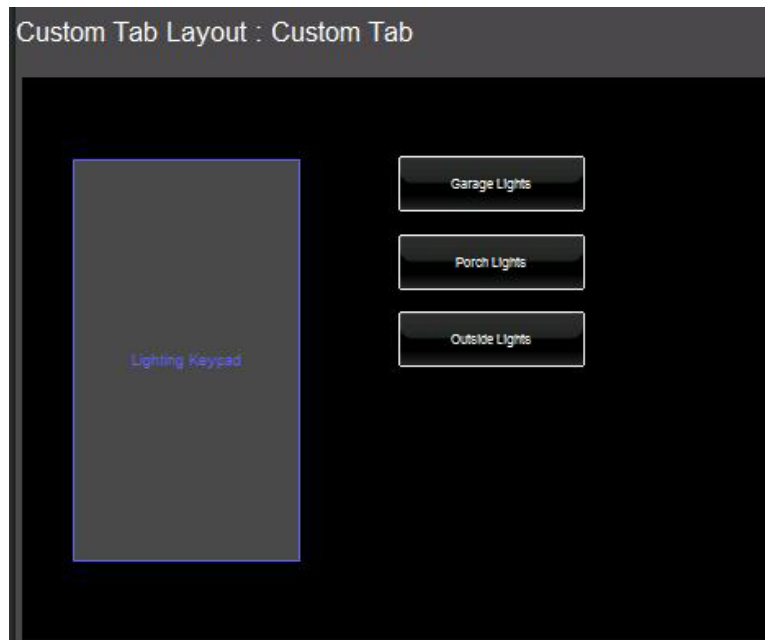 Custom Tab Layout : Custom Tab
Garage Lights
Porch Lights
Outside Lights
Lighting Keypad